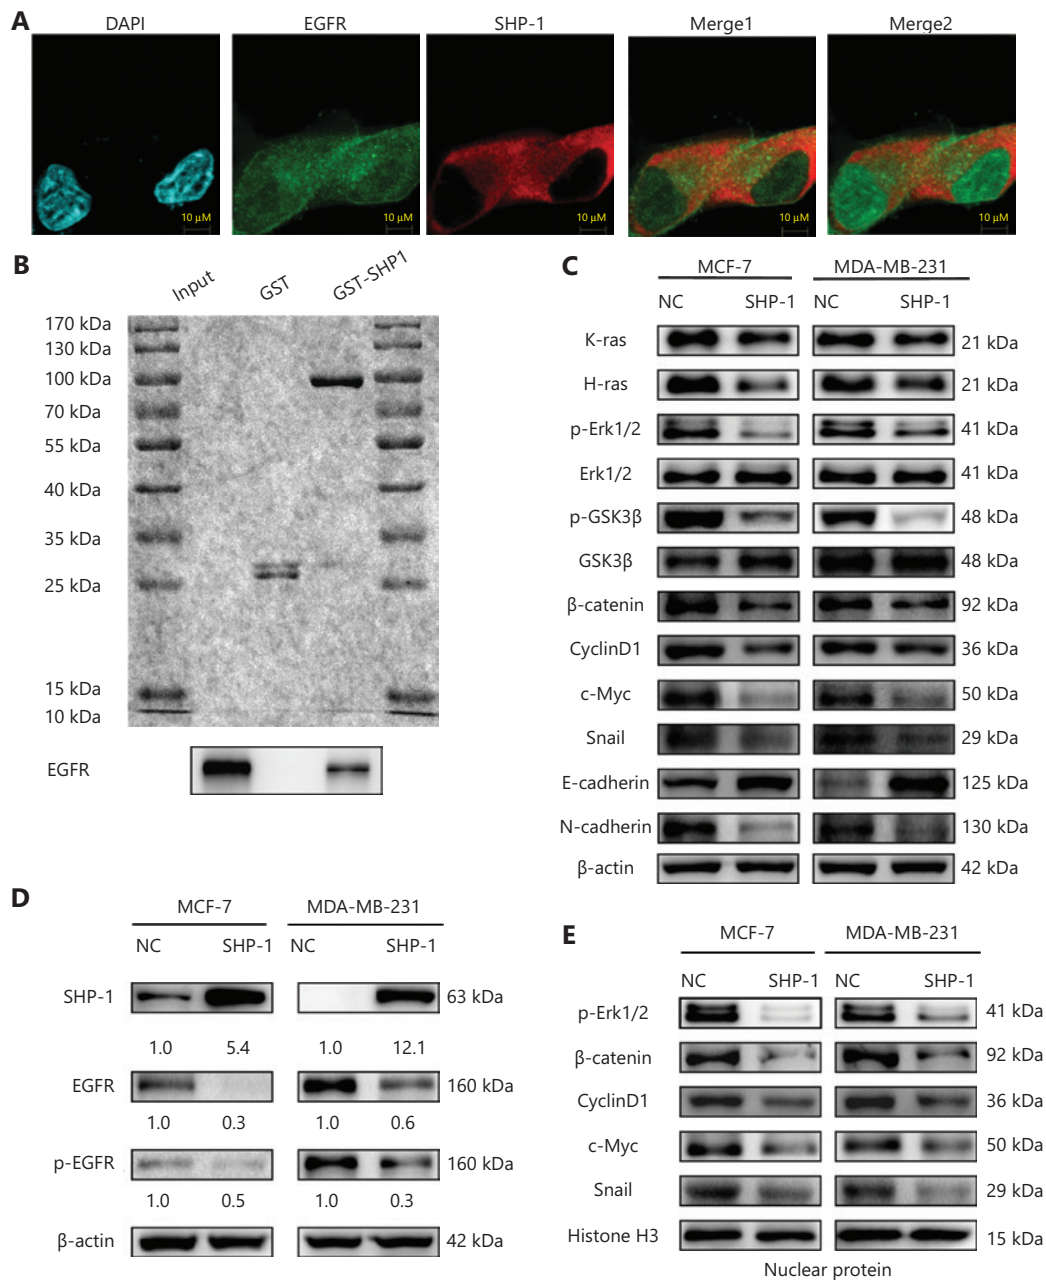 A
DAPI EGFR SHP-1 Merge1 Merge2
10 µM 10 µM 10 µM 10 µM 10 µM
B
Input GST GST-SHP1
170 kDa
130 kDa
100 kDa
70 kDa
55 kDa
40 kDa
35 kDa
25 kDa
15 kDa
10 kDa
EGFR
C
MCF-7 MDA-MB-231
NC SHP-1 NC SHP-1
K-ras 21 kDa
H-ras 21 kDa
p-Erk1/2 41 kDa
Erk1/2 41 kDa
p-GSK3β 48 kDa
GSK3β 48 kDa
β-catenin 92 kDa
CyclinD1 36 kDa
c-Myc 50 kDa
Snail 29 kDa
E-cadherin 125 kDa
N-cadherin 130 kDa
β-actin 42 kDa
D
MCF-7 MDA-MB-231
NC SHP-1 NC SHP-1
SHP-1 63 kDa
1.0 5.4 1.0 12.1
EGFR 160 kDa
1.0 0.3 1.0 0.6
p-EGFR 160 kDa
1.0 0.5 1.0 0.3
β-actin 42 kDa
E
MCF-7 MDA-MB-231
NC SHP-1 NC SHP-1
p-Erk1/2 41 kDa
β-catenin 92 kDa
CyclinD1 36 kDa
c-Myc 50 kDa
Snail 29 kDa
Histone H3 15 kDa
Nuclear protein